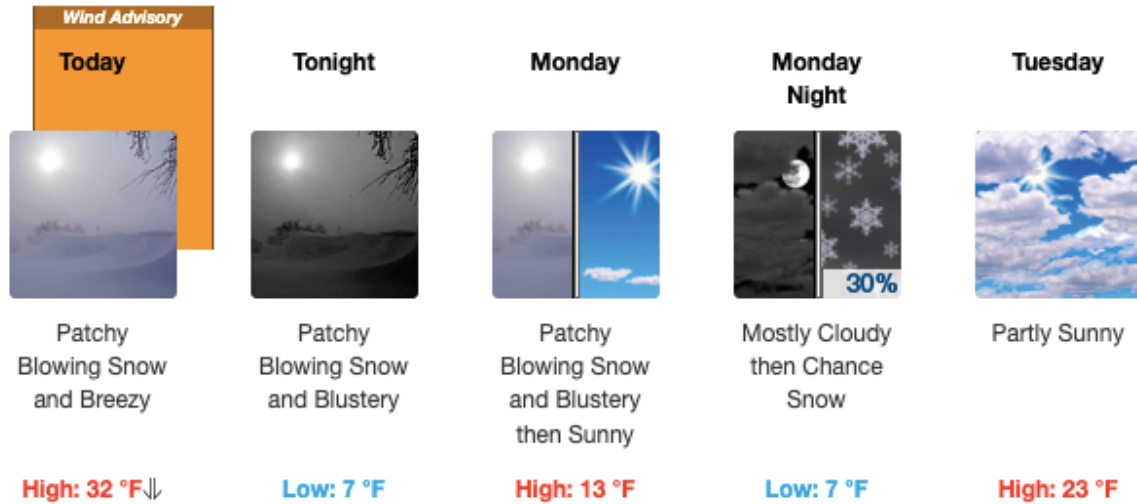 Wind Advisory
Today
Tonight
Monday
Monday
Night
Tuesday
30%
Patchy
Blowing Snow
and Breezy
Patchy
Blowing Snow
and Blustery
Patchy
Blowing Snow
and Blustery
then Sunny
Mostly Cloudy
then Chance
Snow
Partly Sunny
High: 32 °F⇓
Low: 7 °F
High: 13 °F
Low: 7 °F
High: 23 °F